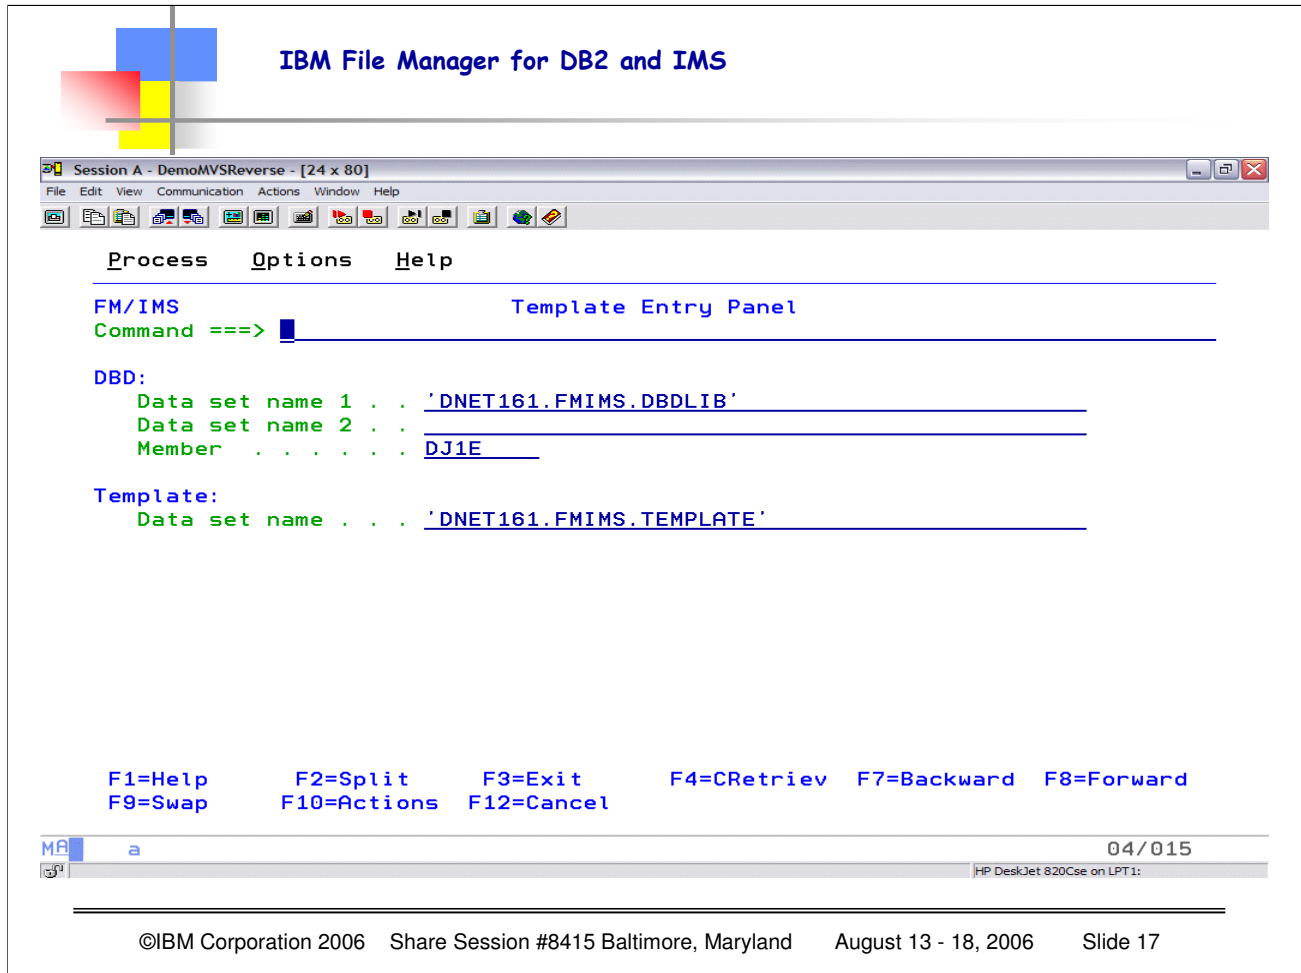 IBM File Manager for DB2 and IMS
Session A - DemoMVSReverse - [24 x 80]
File Edit View Communication Actions Window Help
Process Options Help
FM/IMS Template Entry Panel
Command ===>
DBD:
Data set name 1 . . 'DNET161.FMIMS.DBDLIB'
Data set name 2 . .
Member . . . . . . DJ1E
Template:
Data set name . . . 'DNET161.FMIMS.TEMPLATE'
F1=Help F2=Split F3=Exit F4=CRetriev F7=Backward F8=Forward
F9=Swap F10=Actions F12=Cancel
MA a 04/015
HP DeskJet 820Cse on LPT1:
©IBM Corporation 2006 Share Session #8415 Baltimore, Maryland August 13 - 18, 2006 Slide 17